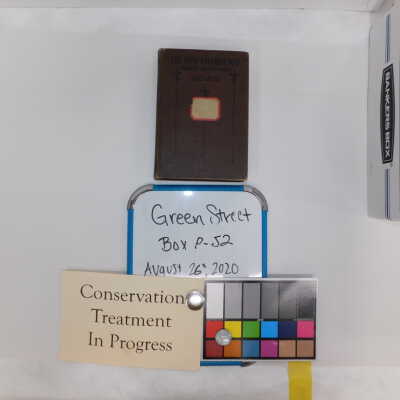 BANKERS BOX
Green Street
Box P-52
August 26th 2020
Conservation
Treatment
In Progress